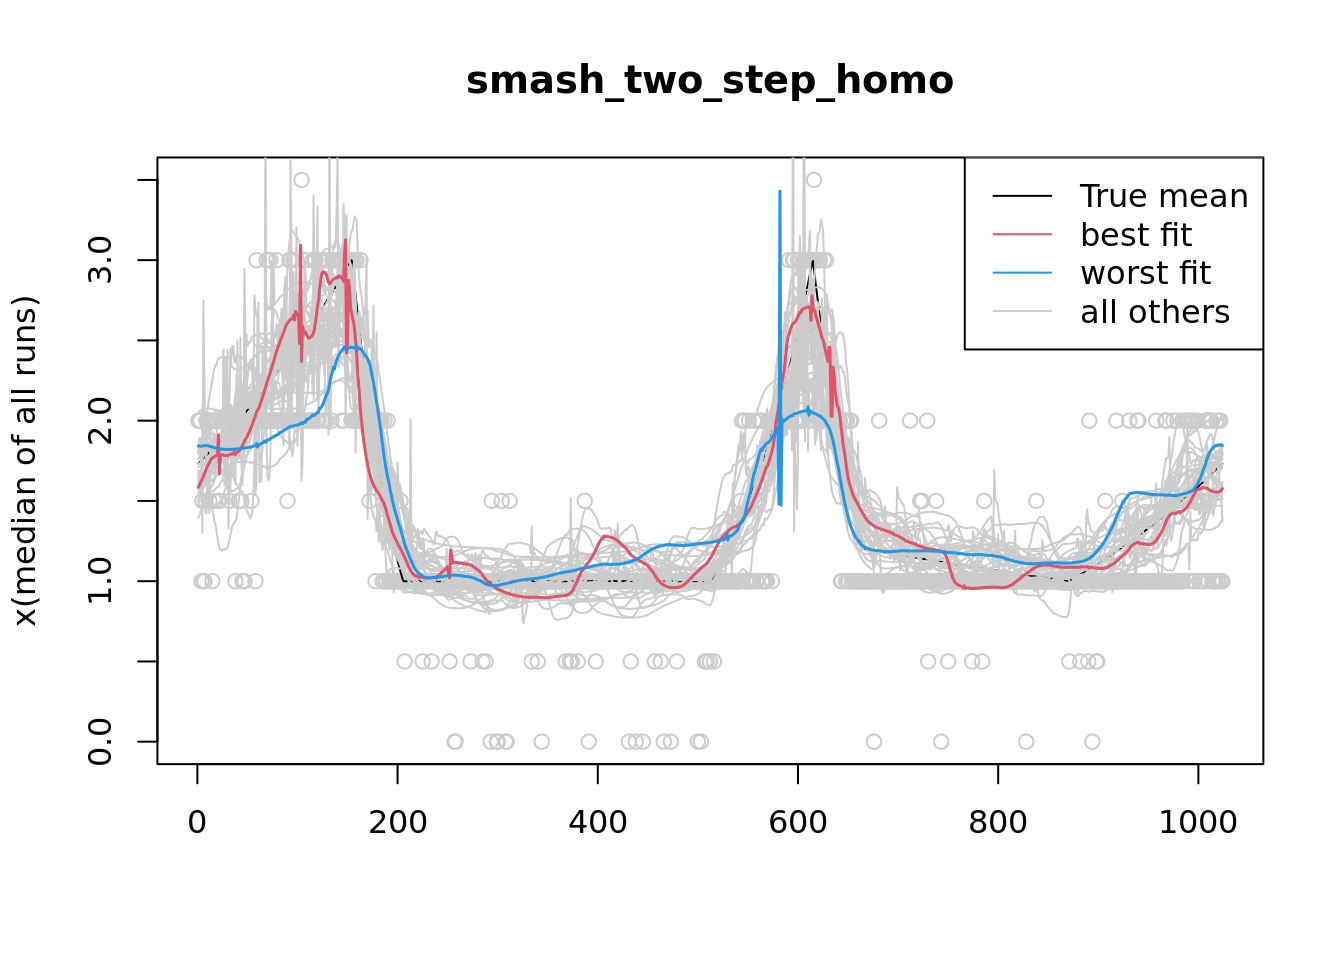 smash_two_step_homo
x(median of all runs)
3.0
2.0
1.0
0.0
True mean
best fit
worst fit
all others
0 200 400 600 800 1000